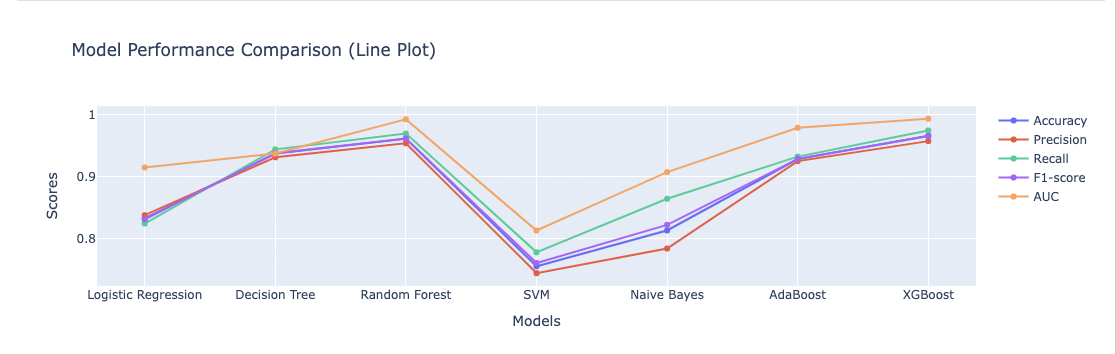 Model Performance Comparison (Line Plot)
1
0.9
0.8
Scores
Logistic Regression
Decision Tree
Random Forest
SVM
Naive Bayes
AdaBoost
XGBoost
Models
Accuracy
Precision
Recall
F1-score
AUC